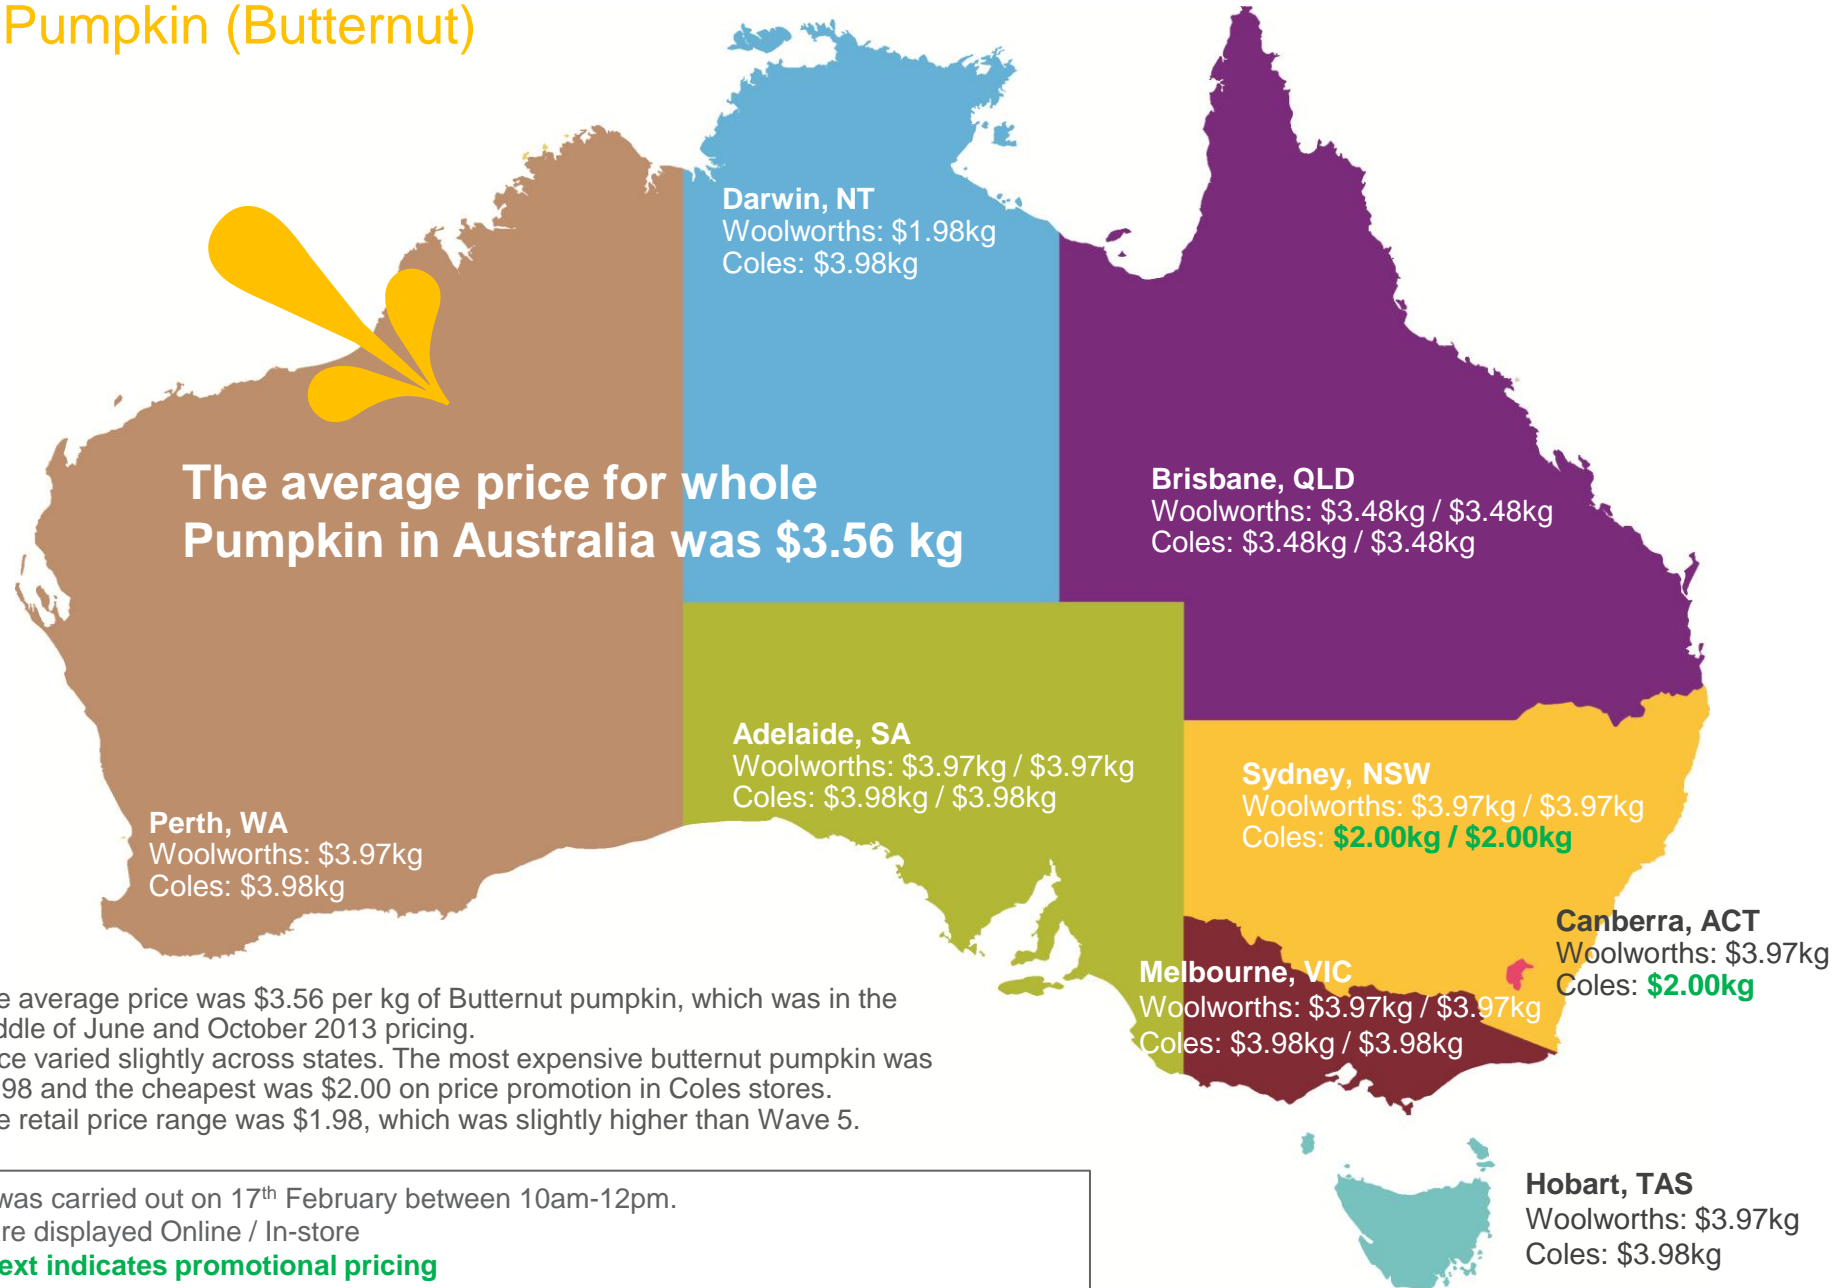 Pumpkin (Butternut)
Darwin, NT
Woolworths: $1.98kg
Coles: $3.98kg
The average price for whole
Pumpkin in Australia was $3.56 kg
Brisbane, QLD
Woolworths: $3.48kg / $3.48kg
Coles: $3.48kg / $3.48kg
Adelaide, SA
Woolworths: $3.97kg / $3.97kg
Coles: $3.98kg / $3.98kg
Sydney, NSW
Woolworths: $3.97kg / $3.97kg
Coles: $2.00kg / $2.00kg
Perth, WA
Woolworths: $3.97kg
Coles: $3.98kg
Canberra, ACT
Woolworths: $3.97kg
Coles: $2.00kg
Melbourne, VIC
Woolworths: $3.97kg / $3.97kg
Coles: $3.98kg / $3.98kg
e average price was $3.56 per kg of Butternut pumpkin, which was in the
ddle of June and October 2013 pricing.
ce varied slightly across states. The most expensive butternut pumpkin was
98 and the cheapest was $2.00 on price promotion in Coles stores.
e retail price range was $1.98, which was slightly higher than Wave 5.
was carried out on 17th February between 10am-12pm.
re displayed Online / In-store
ext indicates promotional pricing
Hobart, TAS
Woolworths: $3.97kg
Coles: $3.98kg